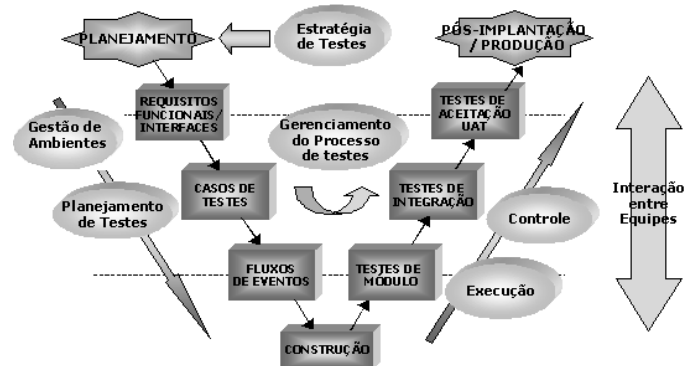 PLANEJAMENTO
Estratégia
de Testes
PÓS-IMPLANTAÇÃO
/ PRODUÇÃO
REQUISITOS
FUNCIONAIS/
INTERFACES
TESTES DE
ACEITAÇÃO
UAT
Gestão de
Ambientes
Gerenciamento
do Processo
de testes
CASOS DE
TESTES
TESTES DE
INTEGRAÇÃO
Planejamento
de Testes
Controle
Interação
entre
Equipes
FLUXOS
DE EVENTOS
TESTES DE
MÓDULO
Execução
CONSTRUÇÃO